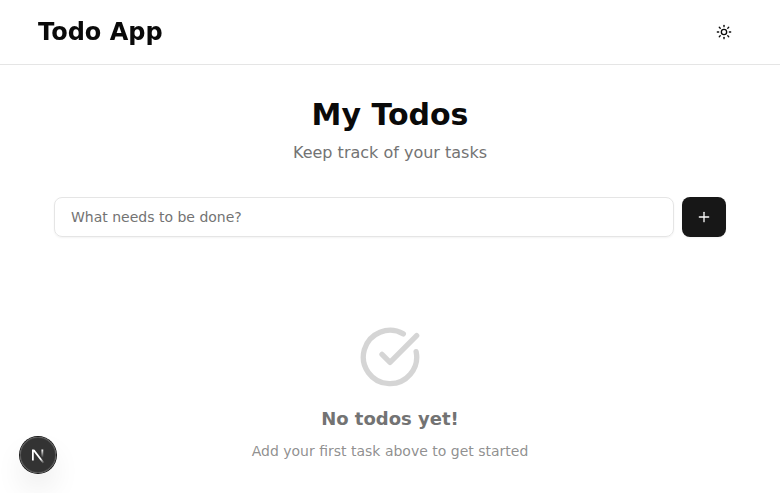 Todo App
My Todos
Keep track of your tasks
What needs to be done?
No todos yet!
Add your first task above to get started
N